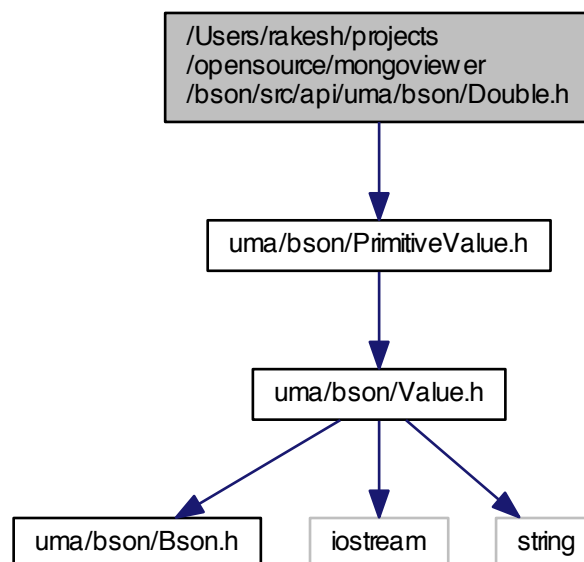 /Users/rakesh/projects
/opensource/mongoviewer
/bson/src/api/uma/bson/Double.h
uma/bson/PrimitiveValue.h
uma/bson/Value.h
uma/bson/Bson.h
iostream
string